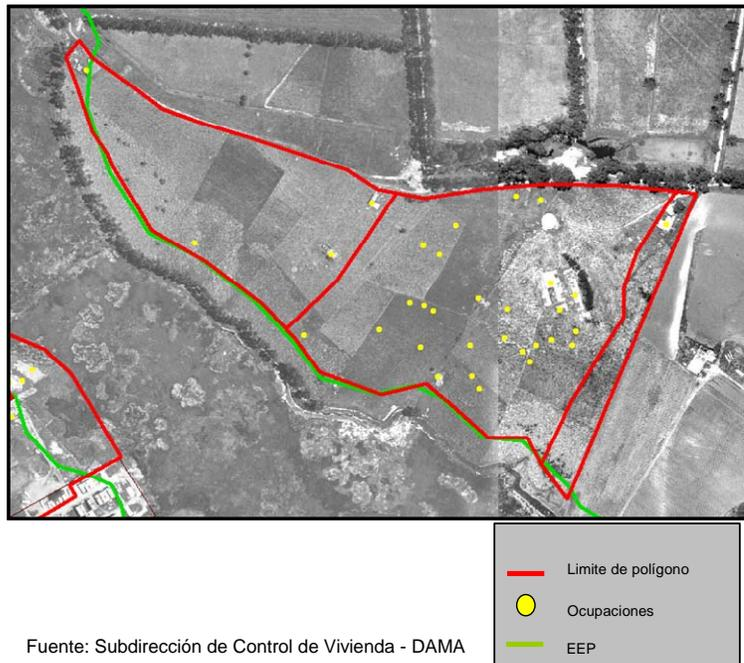 Limite de polígono
Ocupaciones
Fuente: Subdirección de Control de Vivienda - DAMA
EEP